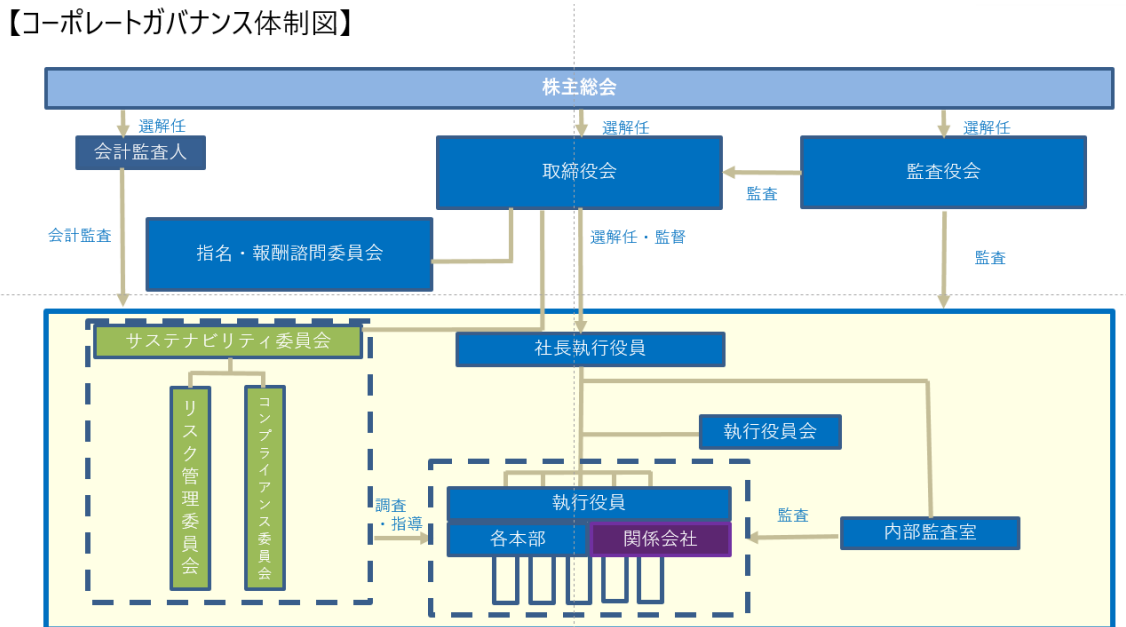 【コーポレートガバナンス体制図】
株主総会
選解任
選解任
選解任
会計監査人
取締役会
監査役会
監査
会計監査
指名・報酬諮問委員会
選解任・監督
監査
サステナビリティ委員会
社長執行役員
リスク管理委員会
コンプライアンス委員会
執行役員会
執行役員
調査
・指導
監査
各本部
関係会社
内部監査室